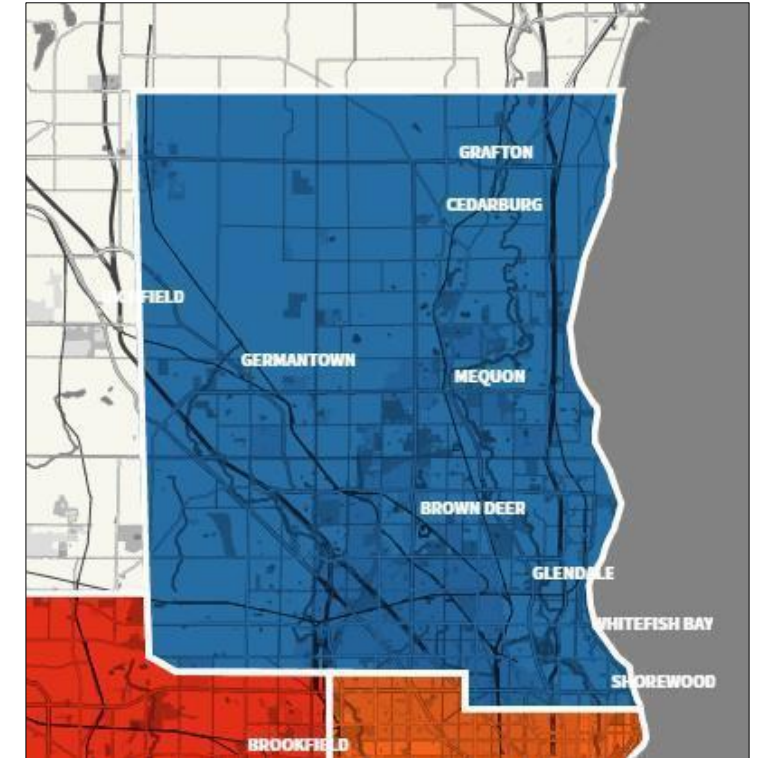 GRAFTON
CEDARBURG
GERMANTOWN
MEQUON
BROWN DEER
GLENDALE
WHITEFISH BAY
SHOREWOOD
BROOKFIELD